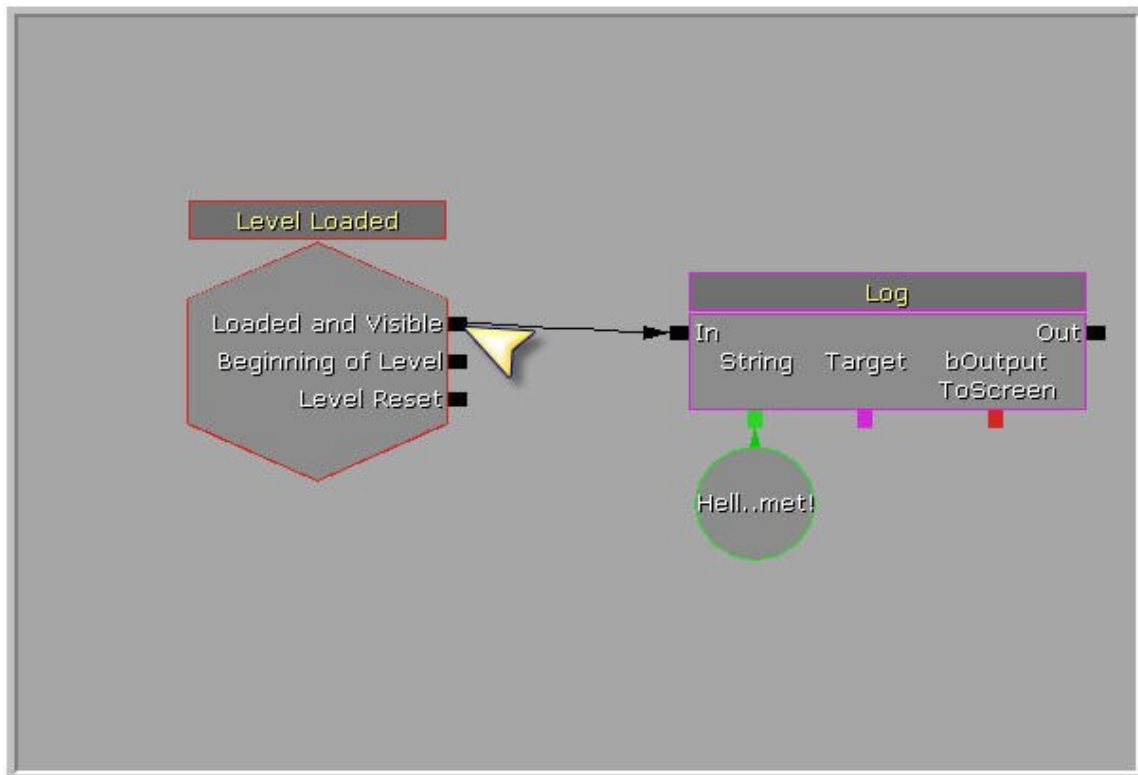 Level Loaded
Loaded and Visible
Beginning of Level
Level Reset
Log
In
Out
String
Target
bOutput
ToScreen
Hell..met!